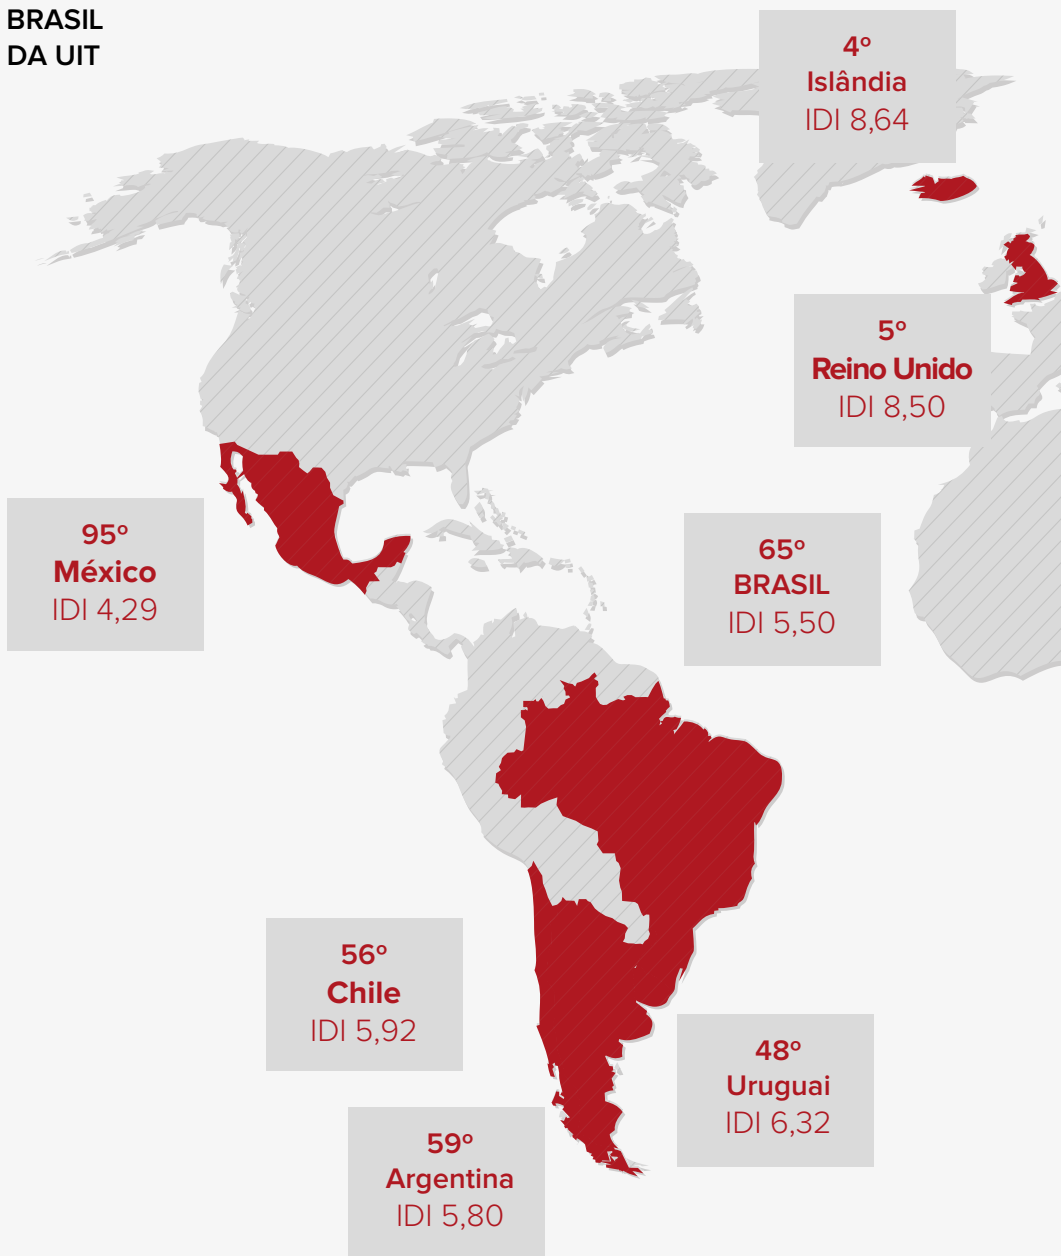 BRASIL
DA UIT
4º
Islândia
IDI 8,64
5º
Reino Unido
IDI 8,50
95º
México
IDI 4,29
65º
BRASIL
IDI 5,50
56º
Chile
IDI 5,92
48º
Uruguai
IDI 6,32
59º
Argentina
IDI 5,80